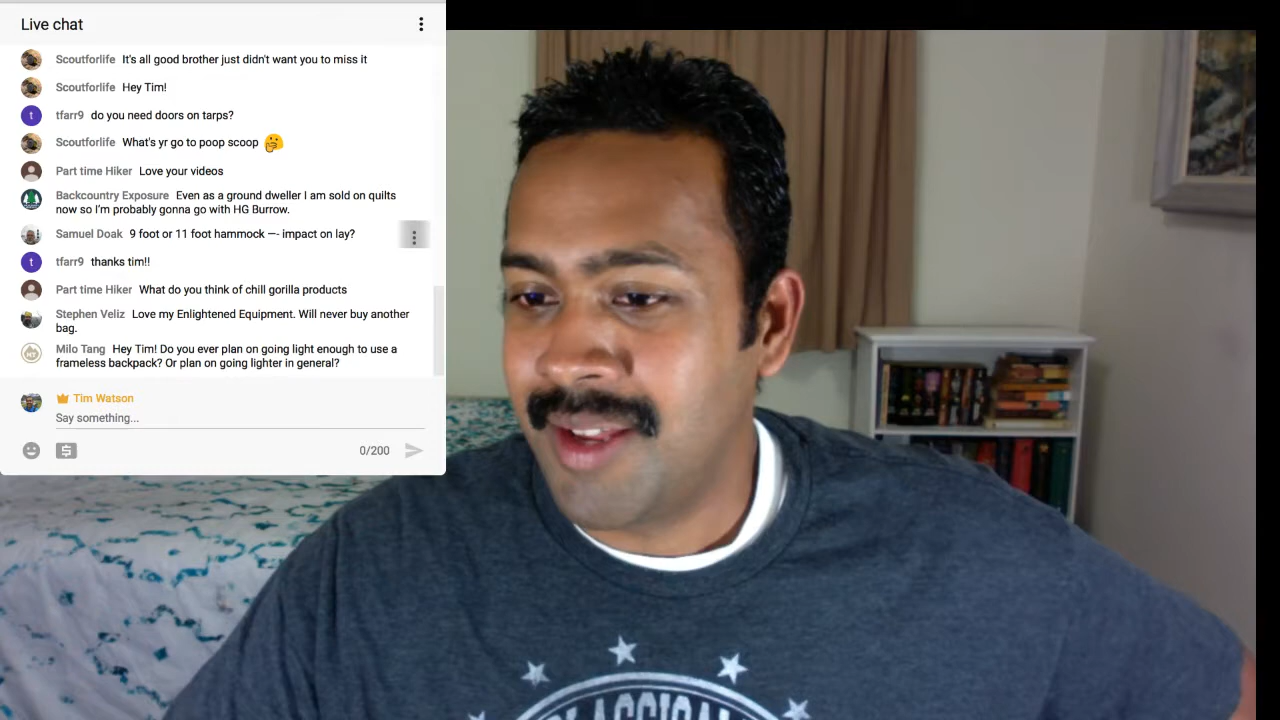 Live chat
Scoutforlife It's all good brother just didn't want you to miss it
Scoutforlife Hey Tim!
t tfarr9 do you need doors on tarps?
Scoutforlife What's yr go to poop scoop 🤔
Part time Hiker Love your videos
Backcountry Exposure Even as a ground dweller I am sold on quilts
now so I'm probably gonna go with HG Burrow.
Samuel Doak 9 foot or 11 foot hammock —- impact on lay?
t tfarr9 thanks tim!!
Part time Hiker What do you think of chill gorilla products
Stephen Veliz Love my Enlightened Equipment. Will never buy another
bag.
MT Milo Tang Hey Tim! Do you ever plan on going light enough to use a
frameless backpack? Or plan on going lighter in general?
Tim Watson
Say something...
$ 0/200
CLASSICAL